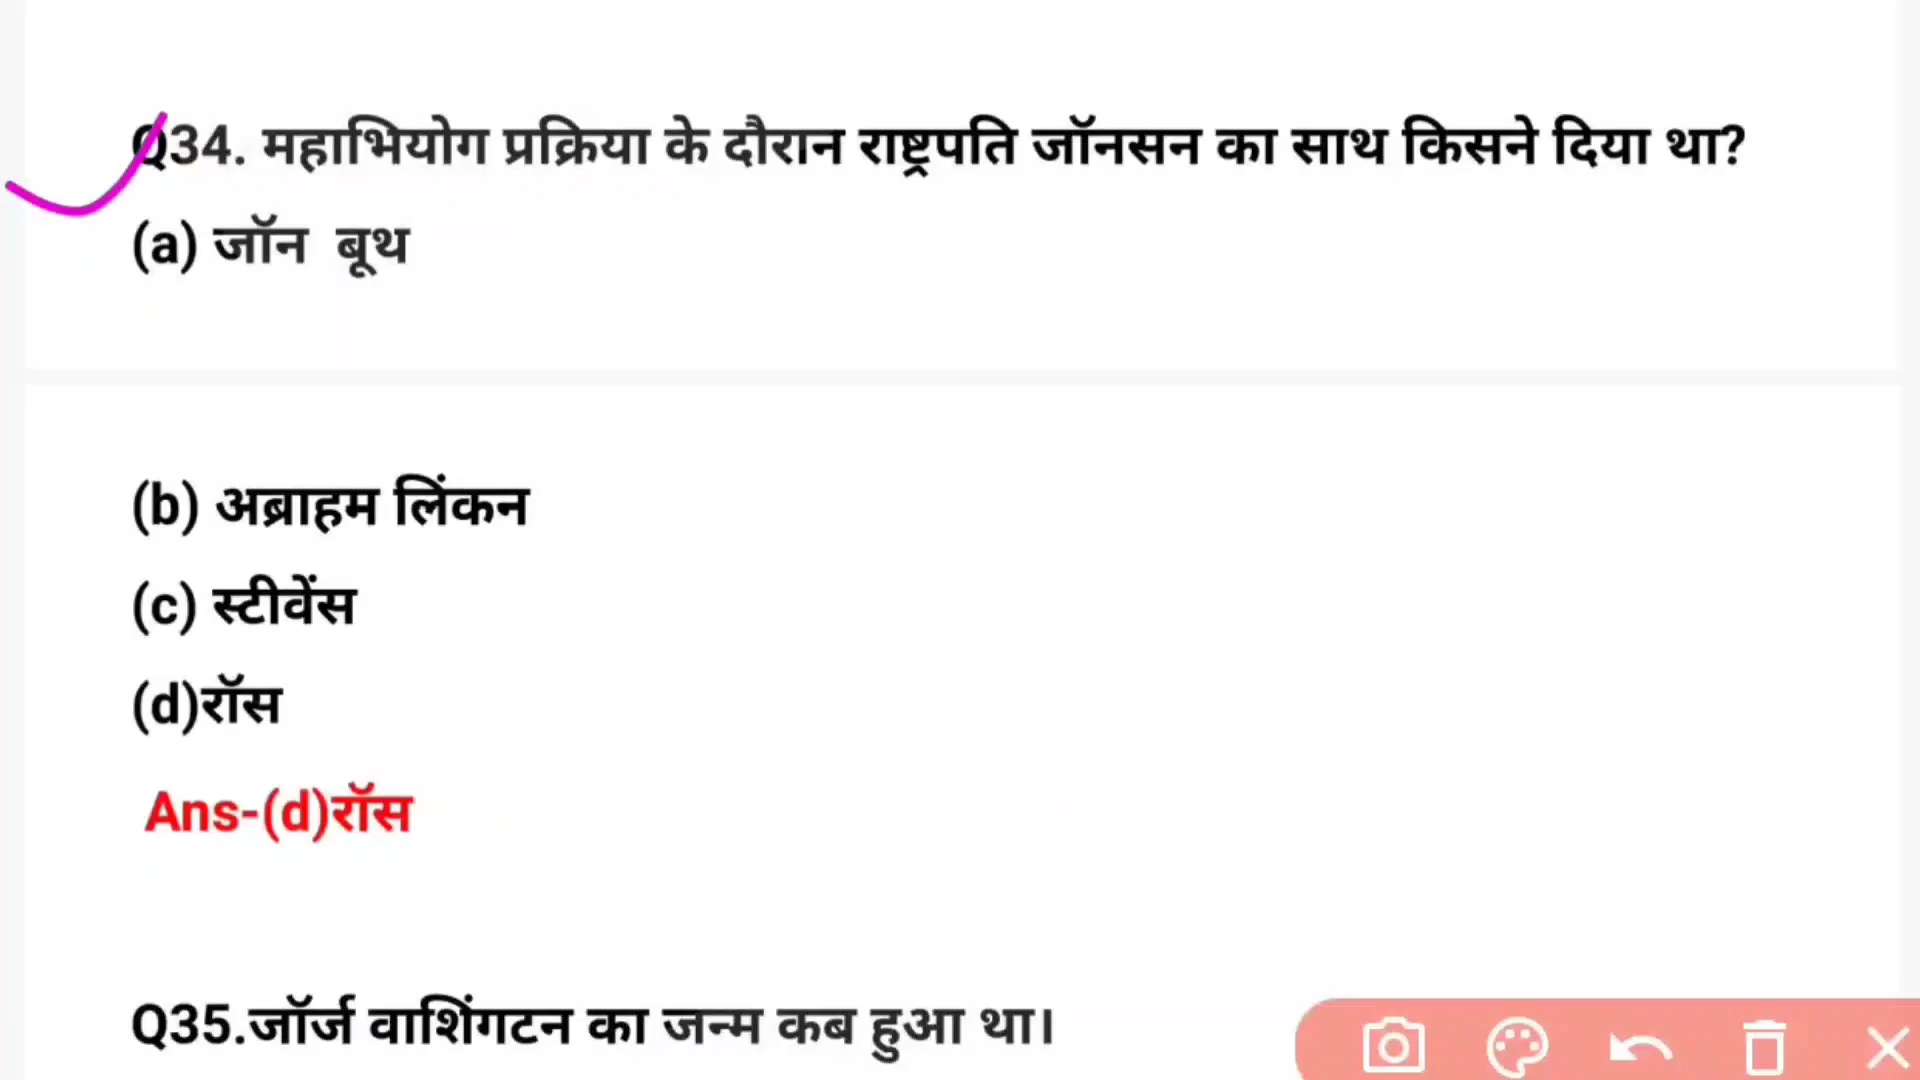 Q34. महाभियोग प्रक्रिया के दौरान राष्ट्रपति जॉनसन का साथ किसने दिया था?
(a) जॉन बूथ
(b) अब्राहम लिंकन
(c) स्टीवेंस
(d)रॉस
Ans-(d)रॉस
Q35.जॉर्ज वाशिंगटन का जन्म कब हुआ था।